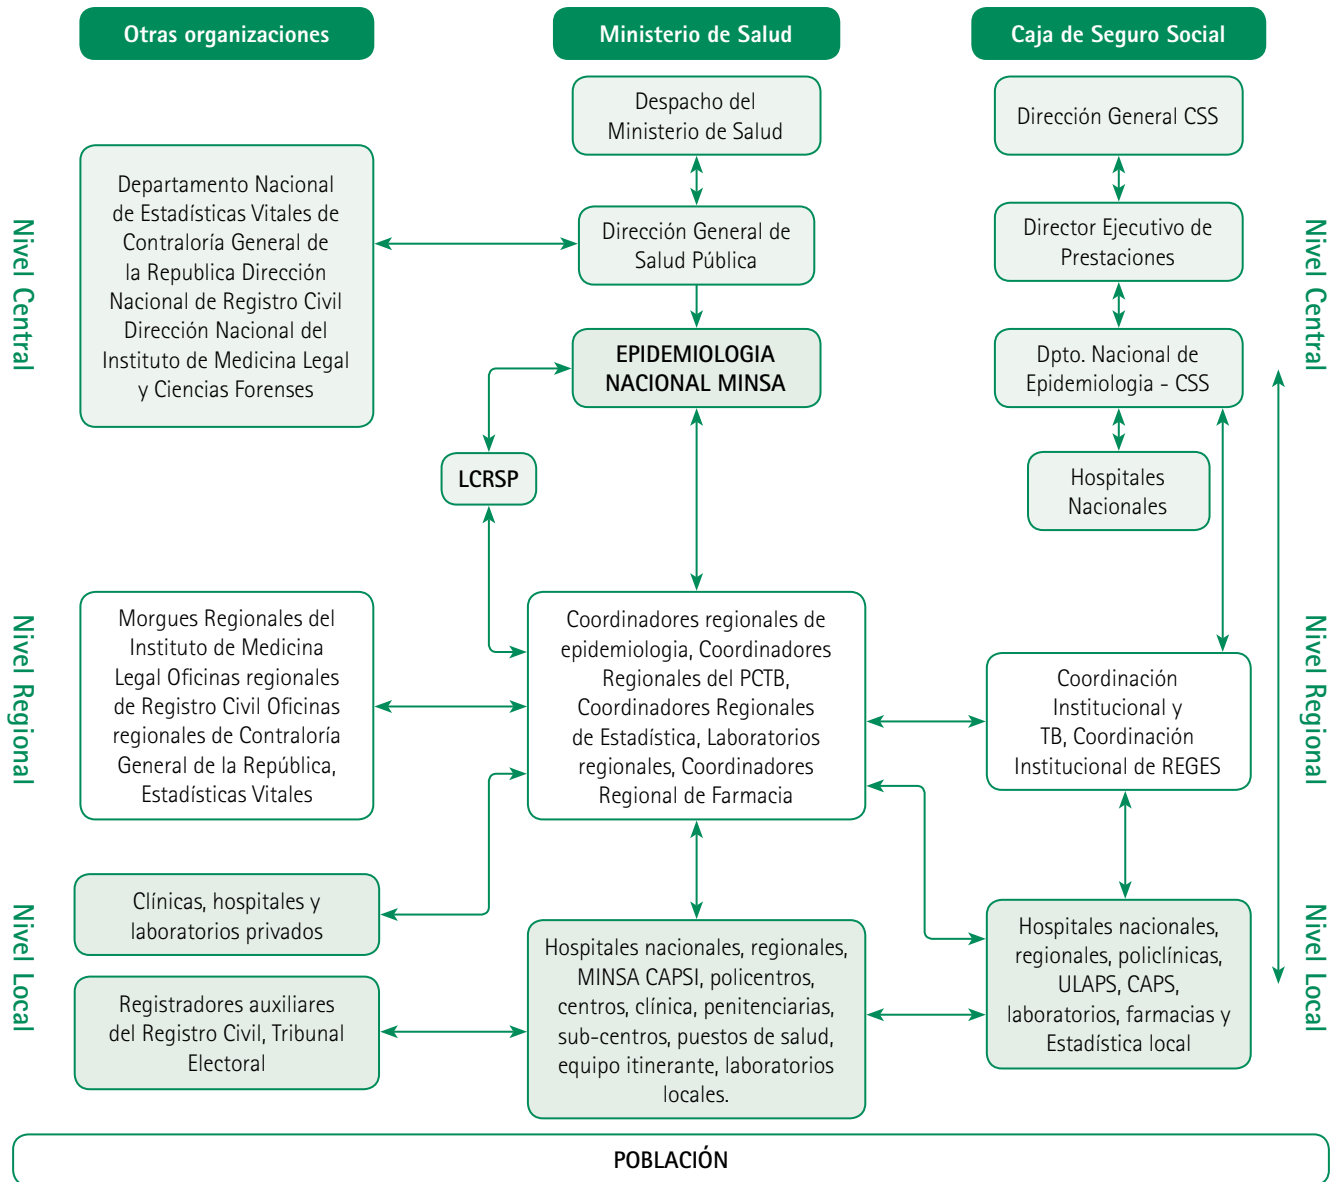 Otras organizaciones
Ministerio de Salud
Caja de Seguro Social
Nivel Central
Departamento Nacional
de Estadísticas Vitales de
Contraloría General de
la Republica Dirección
Nacional de Registro Civil
Dirección Nacional del
Instituto de Medicina Legal
y Ciencias Forenses
Despacho del
Ministerio de Salud
Dirección General de
Salud Pública
EPIDEMIOLOGIA
NACIONAL MINSA
LCRSP
Dirección General CSS
Director Ejecutivo de
Prestaciones
Dpto. Nacional de
Epidemiologia - CSS
Hospitales
Nacionales
Nivel Central
Nivel Regional
Morgues Regionales del
Instituto de Medicina
Legal Oficinas regionales
de Registro Civil Oficinas
regionales de Contraloría
General de la República,
Estadísticas Vitales
Coordinadores regionales de
epidemiologia, Coordinadores
Regionales del PCTB,
Coordinadores Regionales
de Estadística, Laboratorios
regionales, Coordinadores
Regional de Farmacia
Coordinación
Institucional y
TB, Coordinación
Institucional de REGES
Nivel Regional
Nivel Local
Clínicas, hospitales y
laboratorios privados
Registradores auxiliares
del Registro Civil, Tribunal
Electoral
Hospitales nacionales, regionales,
MINSA CAPSI, policentros,
centros, clínica, penitenciarias,
sub-centros, puestos de salud,
equipo itinerante, laboratorios
locales.
Hospitales nacionales,
regionales, policlínicas,
ULAPS, CAPS,
laboratorios, farmacias y
Estadística local
Nivel Local
POBLACIÓN